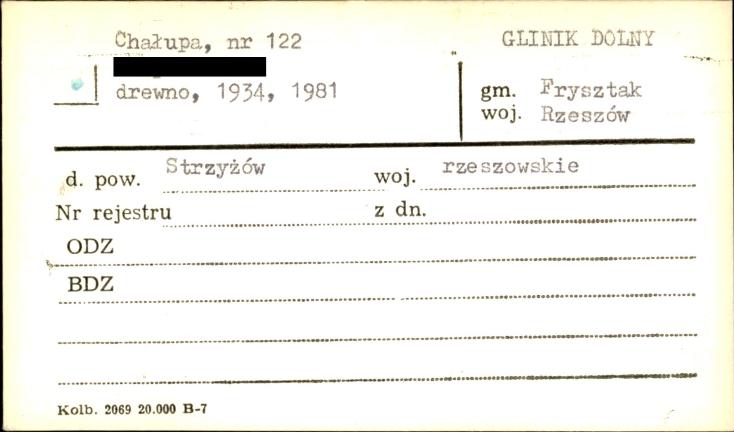 Chałupa, nr 122
GLINIK DOLNY
drewno, 1934, 1981
gm. Frysztak
woj. Rzeszów
d. pow. Strzyżów woj. rzeszowskie
Nr rejestru z dn.
ODZ
BDZ
Kolb. 2069 20.000 B-7